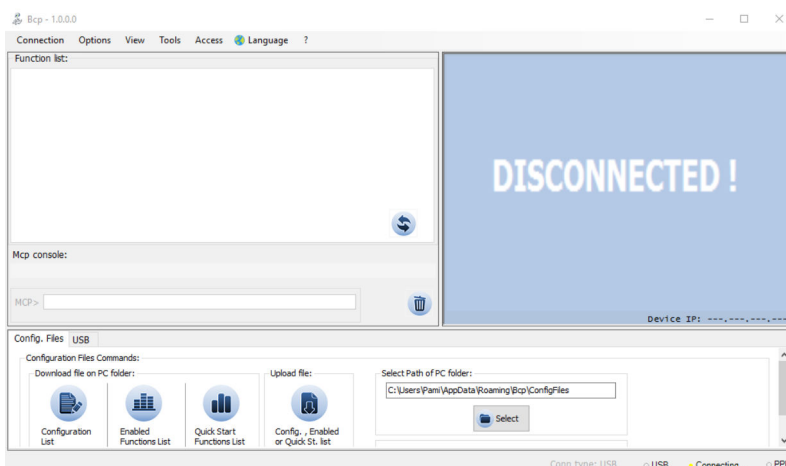 Bcp - 1.0.0.0
Connection Options View Tools Access Language ?
Function list:
DISCONNECTED !
Mcp console:
MCP>
Device IP: ---.---.---.---
Config. Files USB
Configuration Files Commands:
Download file on PC folder:
Configuration
List
Enabled
Functions List
Quick Start
Functions List
Upload file:
Config. , Enabled
or Quick St. list
Select Path of PC folder:
C:\Users\Pami\AppData\Roaming\Bcp\ConfigFiles
Select
Conn type: USB USB Connecting